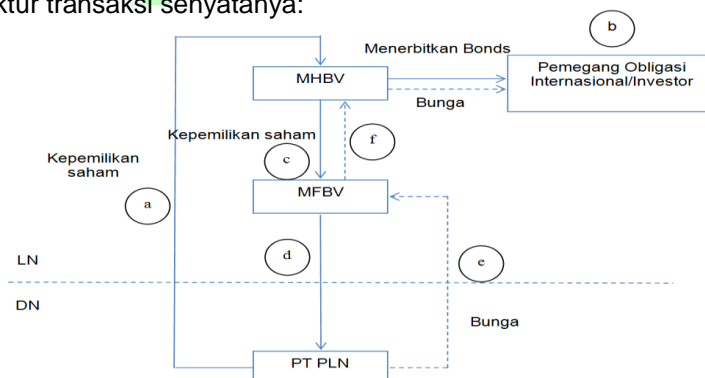 ktur transaksi senyatanya:
b
Menerbitkan Bonds
Pemegang Obligasi
Internasional/Investor
MHBV
Bunga
Kepemilikan saham
f
c
Kepemilikan
saham
MFBV
a
LN
d
e
DN
Bunga
PT PLN